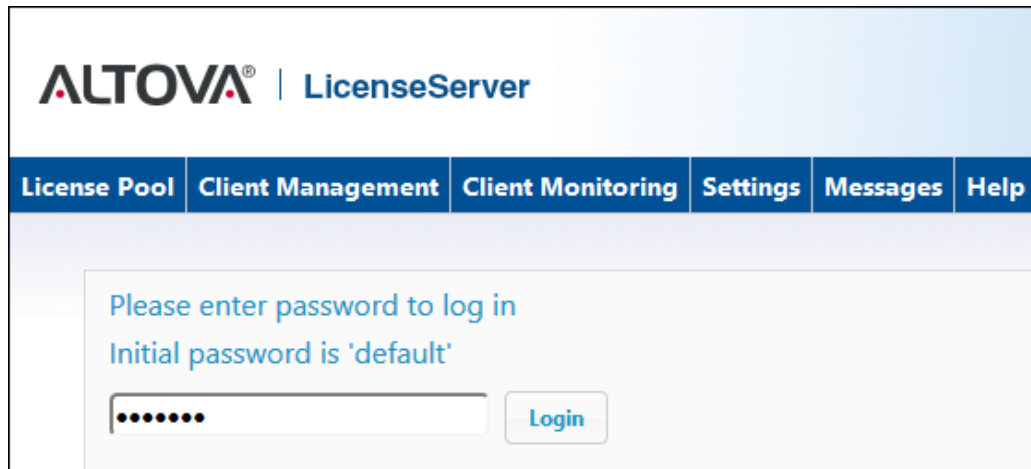 ALTOVA® | LicenseServer
License Pool Client Management Client Monitoring Settings Messages Help
Please enter password to log in
Initial password is 'default'
••••••• Login